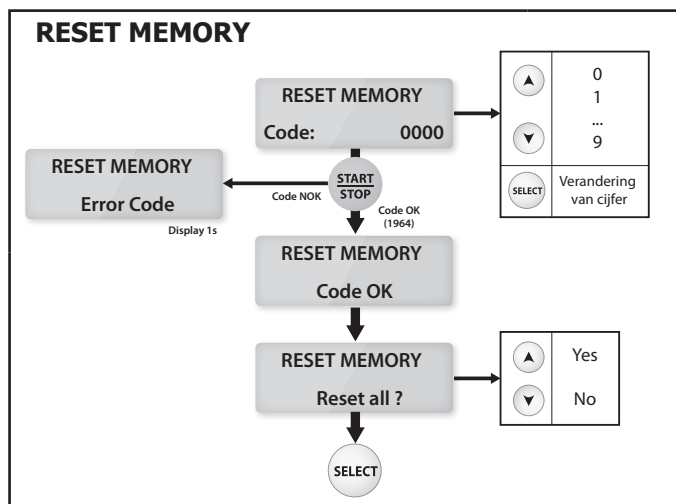 RESET MEMORY
RESET MEMORY
Code: 0000
0
1
...
9
SELECT
Verandering
van cijfer
START
STOP
Code NOK
Code OK
(1964)
RESET MEMORY
Error Code
Display 1s
RESET MEMORY
Code OK
RESET MEMORY
Reset all ?
Yes
No
SELECT